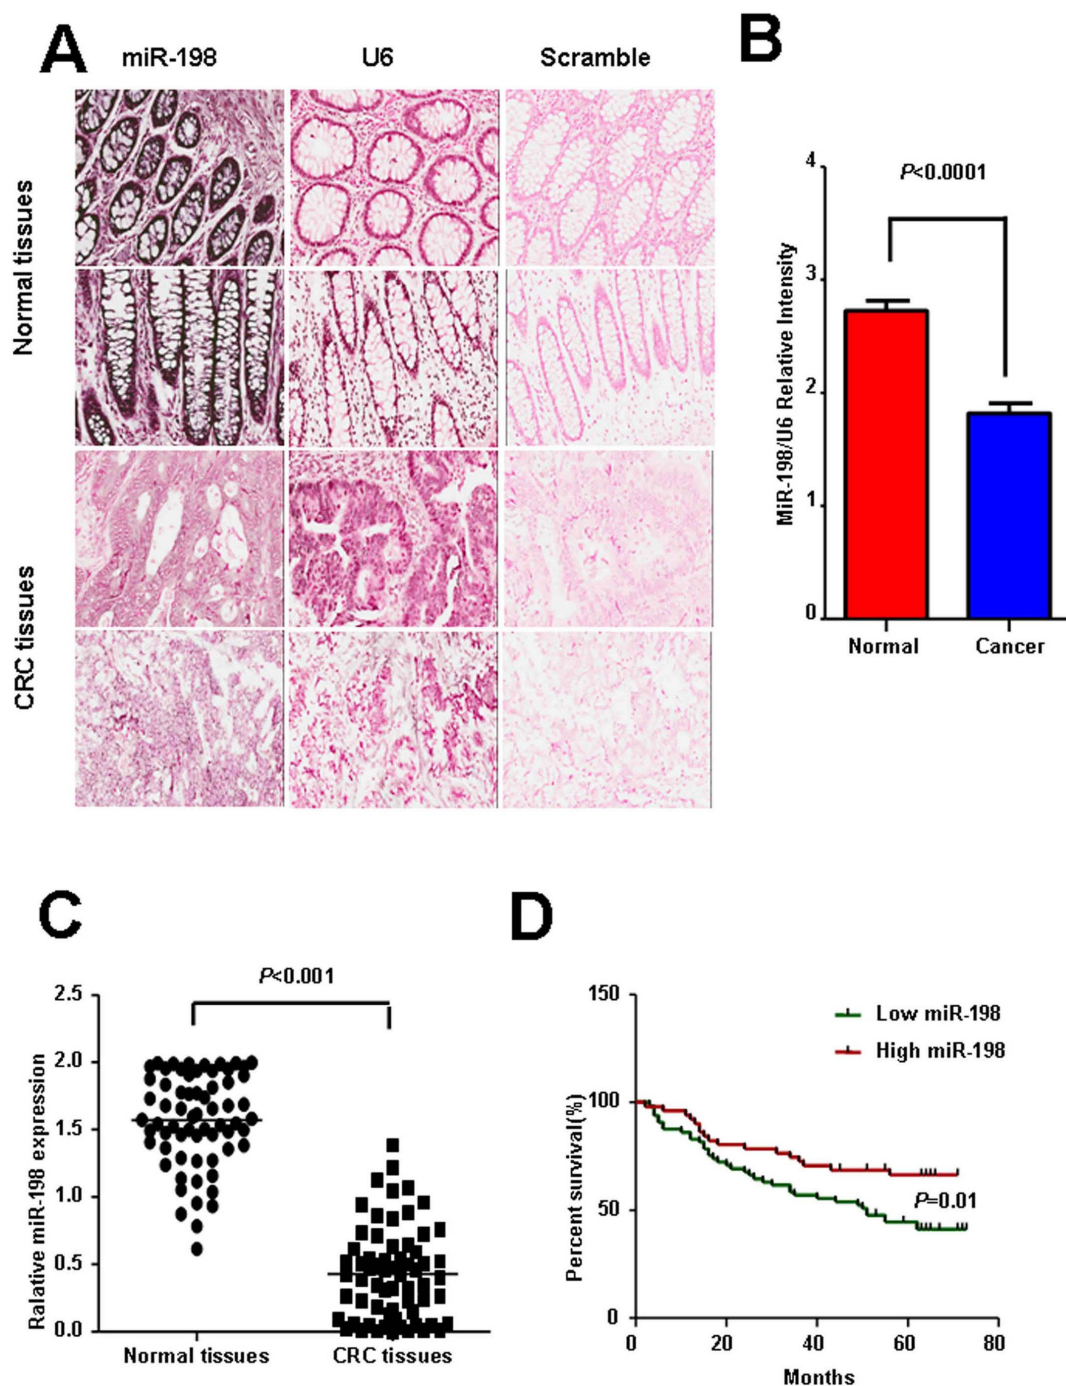 A
miR-198 U6 Scramble
Normal tissues
CRC tissues
B
MiR-198/U6 Relative Intensity
4
3
2
1
0
P<0.0001
Normal Cancer
C
Ralative miR-198 expression
2.5
2.0
1.5
1.0
0.5
0.0
P<0.001
Normal tissues CRC tissues
D
Percent survival(%)
150
100
50
0
Low miR-198
High miR-198
P=0.01
0 20 40 60 80
Months